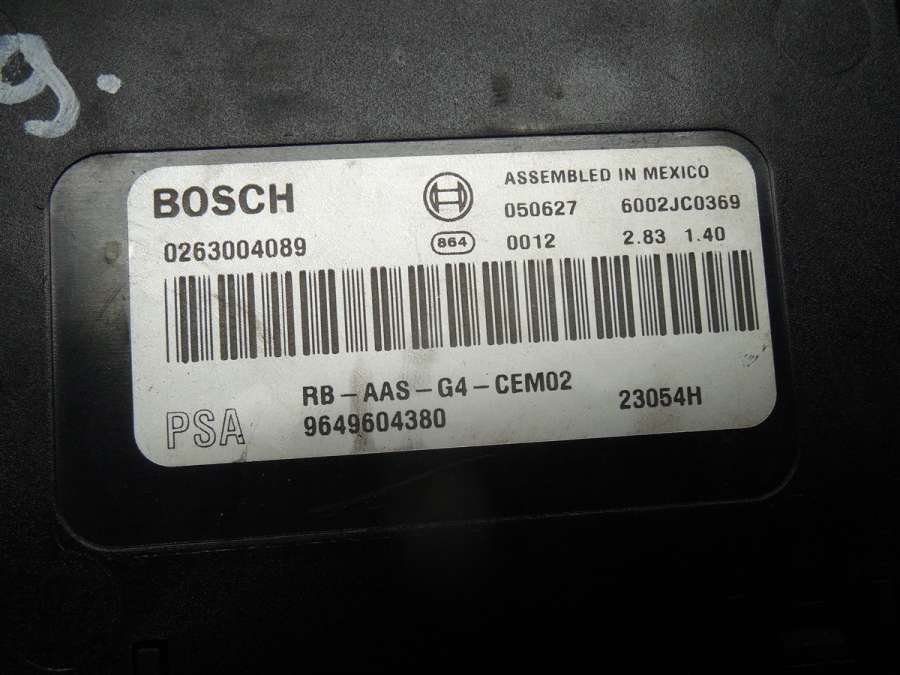 g.
BOSCH
ASSEMBLED IN MEXICO
050627 6002JC0369
0263004089
864
0012 2.83 1.40
RB-AAS-G4-CEM02
23054H
PSA
9649604380